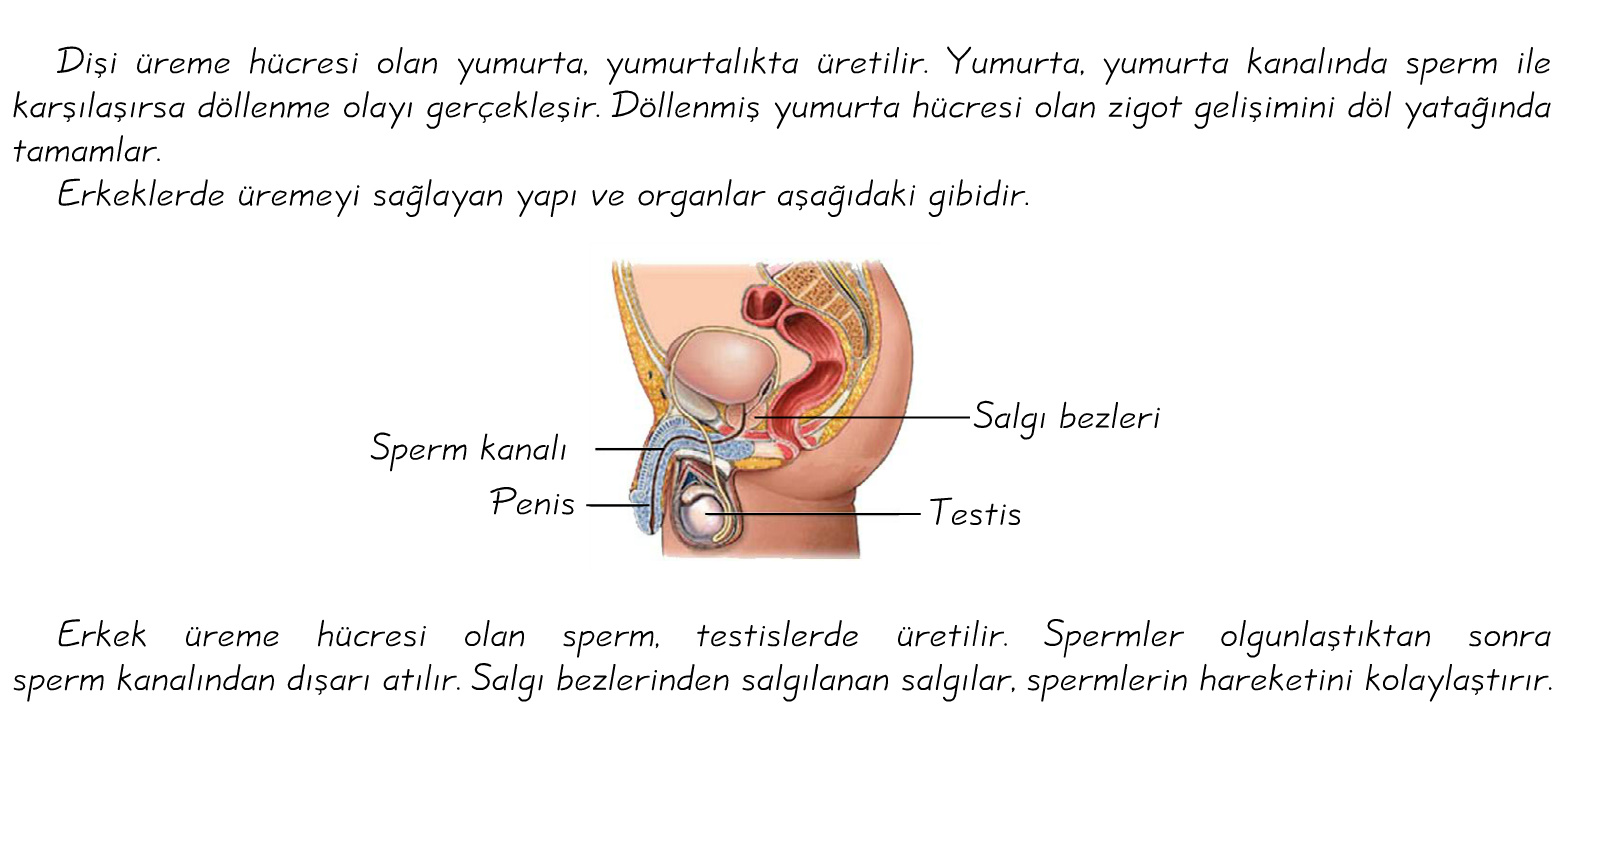 Dişi üreme hücresi olan yumurta, yumurtalıkta üretilir. Yumurta, yumurta kanalında sperm ile
karşılaşırsa döllenme olayı gerçekleşir. Döllenmiş yumurta hücresi olan zigot gelişimini döl yatağında
tamamlar.
Erkeklerde üremeyi sağlayan yapı ve organlar aşağıdaki gibidir.
Salgı bezleri
Sperm kanalı
Penis
Testis
Erkek üreme hücresi olan sperm, testislerde üretilir. Spermler olgunlaştıktan sonra
sperm kanalından dışarı atılır. Salgı bezlerinden salgılanan salgılar, spermlerin hareketini kolaylaştırır.